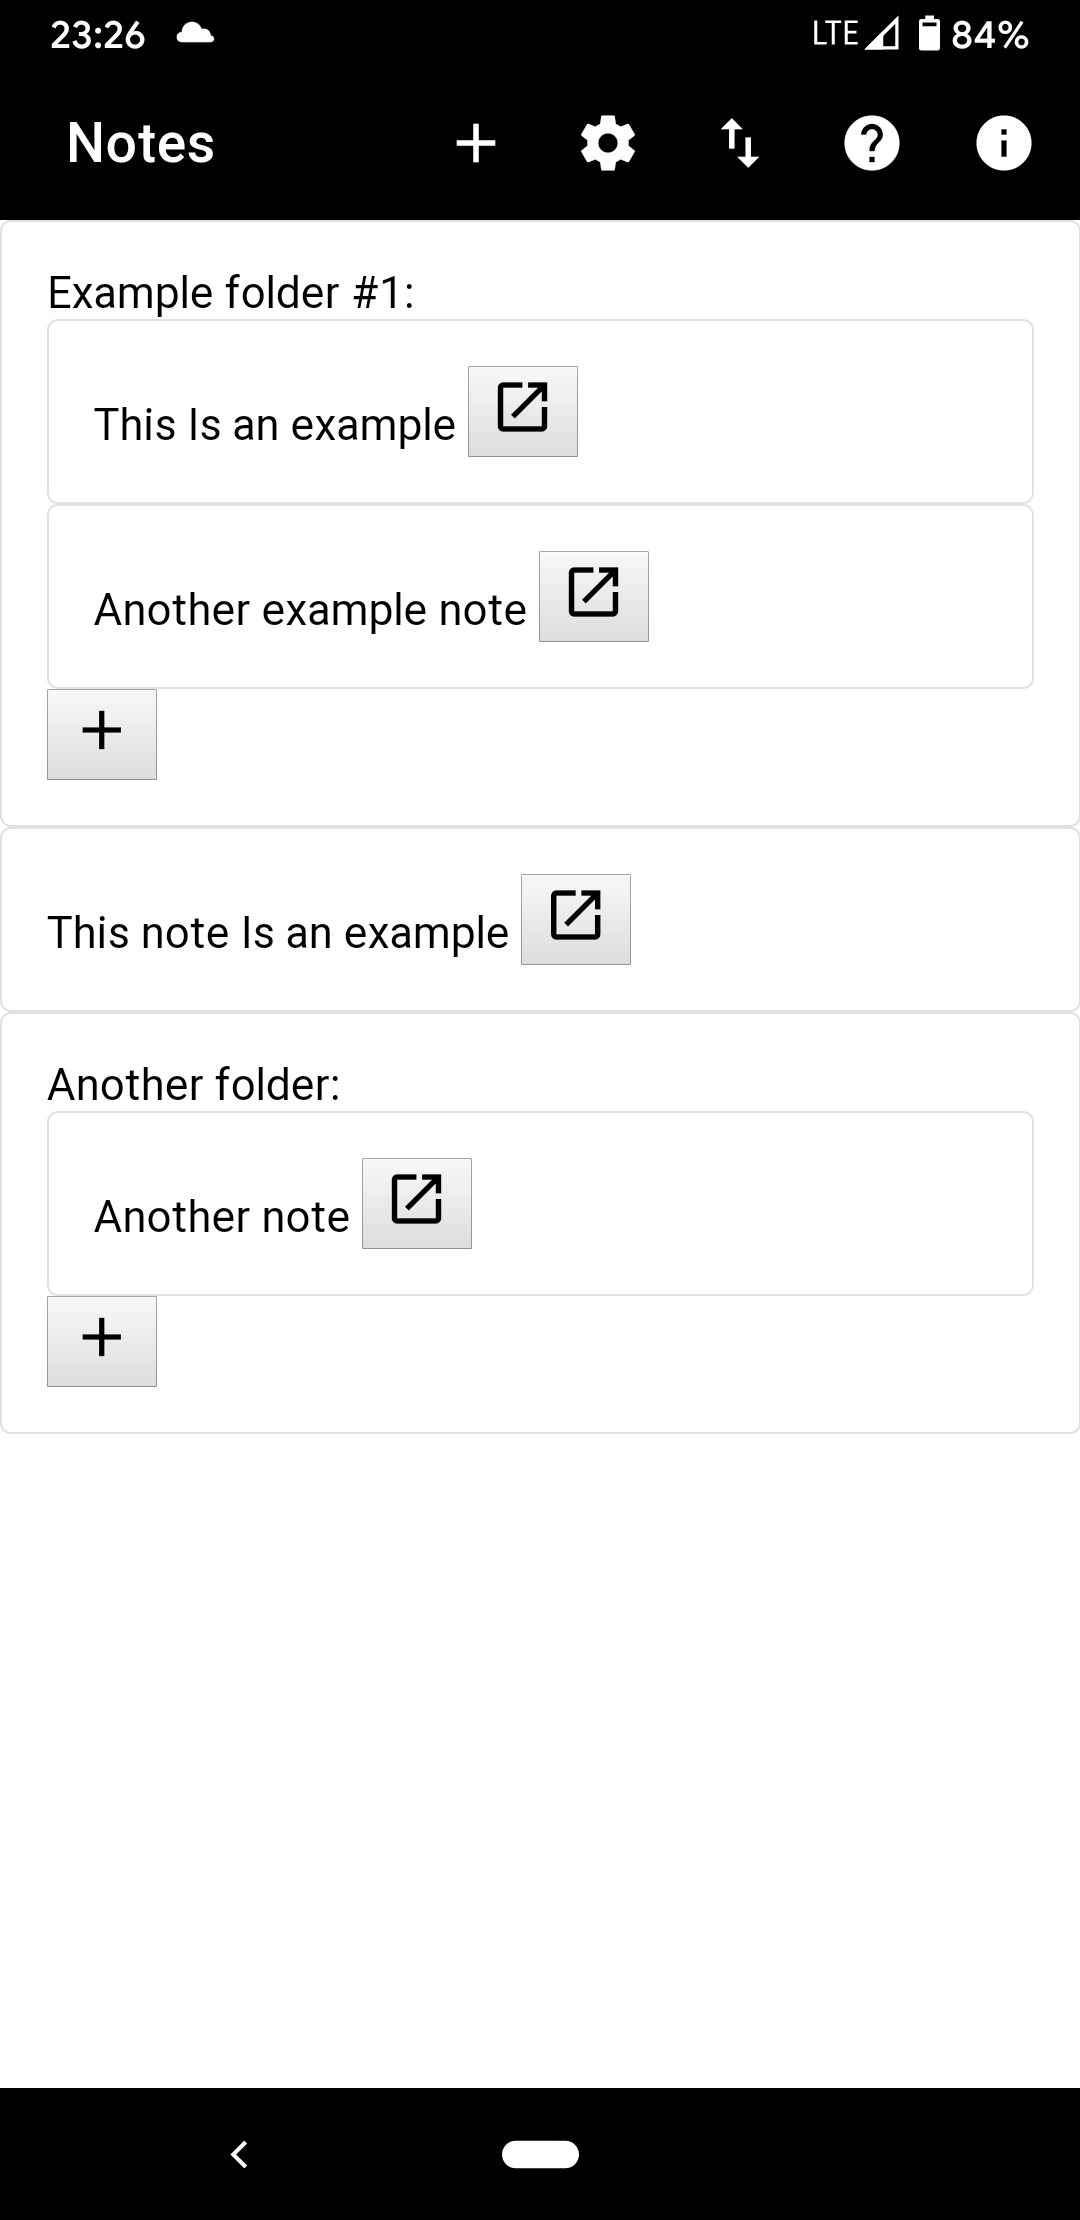 23:26 LTE 84%
Notes
Example folder #1:
This Is an example
Another example note
This note Is an example
Another folder:
Another note